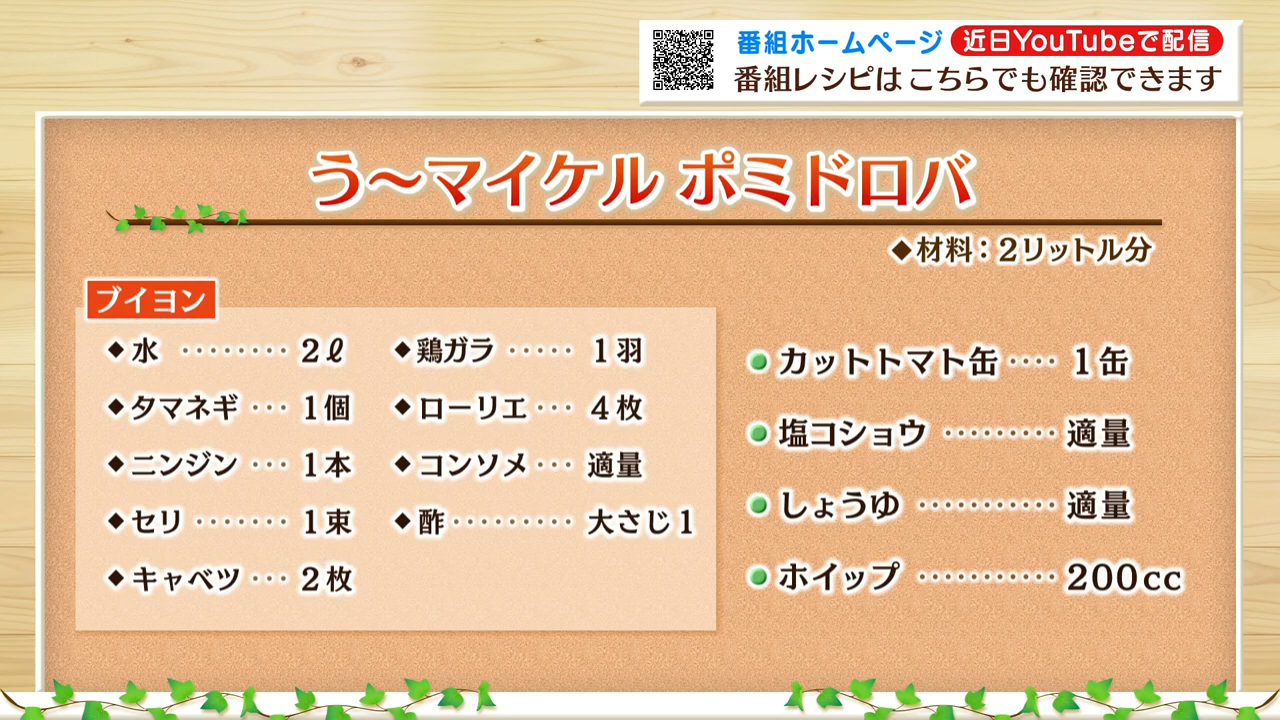 番組ホームページ 近日YouTubeで配信
番組レシピは こちらでも確認できます
う〜マイケル ポミドロバ
◆材料：2リットル分
ブイヨン
◆水 ‥‥‥‥ 2ℓ
◆タマネギ ‥‥ 1個
◆ニンジン ‥‥ 1本
◆セリ ‥‥‥‥ 1束
◆キャベツ ‥‥ 2枚
◆鶏ガラ ‥‥‥ 1羽
◆ローリエ ‥‥ 4枚
◆コンソメ ‥‥ 適量
◆酢 ‥‥‥‥‥ 大さじ1
●カットトマト缶 ‥‥ 1缶
●塩コショウ ‥‥‥‥‥ 適量
●しょうゆ ‥‥‥‥‥‥ 適量
●ホイップ ‥‥‥‥‥‥ 200cc